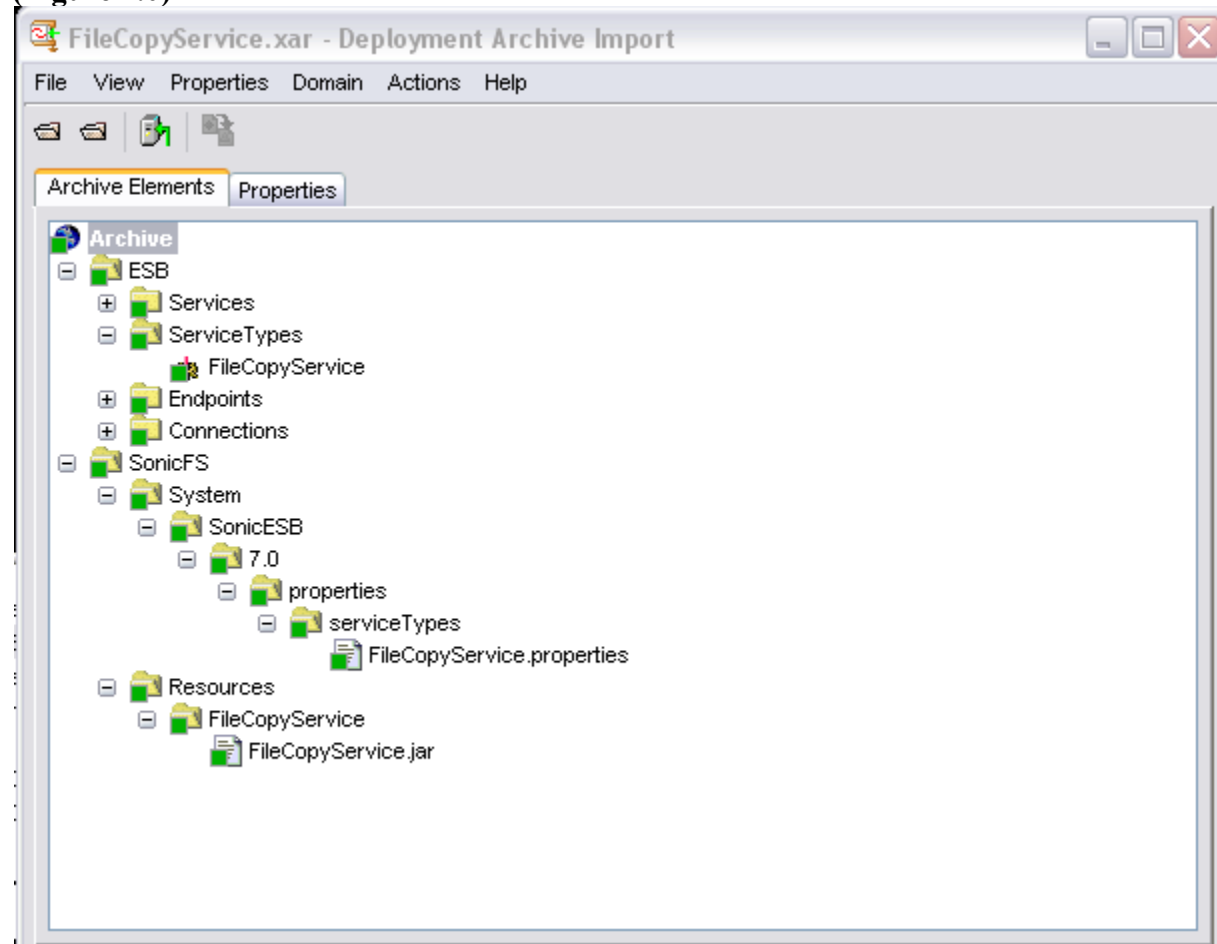 FileCopyService.xar - Deployment Archive Import
File View Properties Domain Actions Help
Archive Elements Properties
Archive
ESB
Services
ServiceTypes
FileCopyService
Endpoints
Connections
SonicFS
System
SonicESB
7.0
properties
serviceTypes
FileCopyService.properties
Resources
FileCopyService
FileCopyService.jar